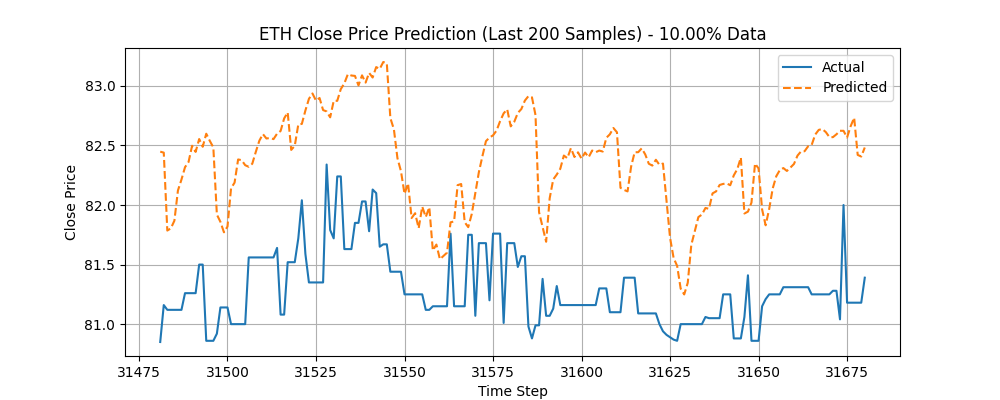 ETH Close Price Prediction (Last 200 Samples) - 10.00% Data
Actual
Predicted
Close Price
83.0
82.5
82.0
81.5
81.0
31475 31500 31525 31550 31575 31600 31625 31650 31675
Time Step